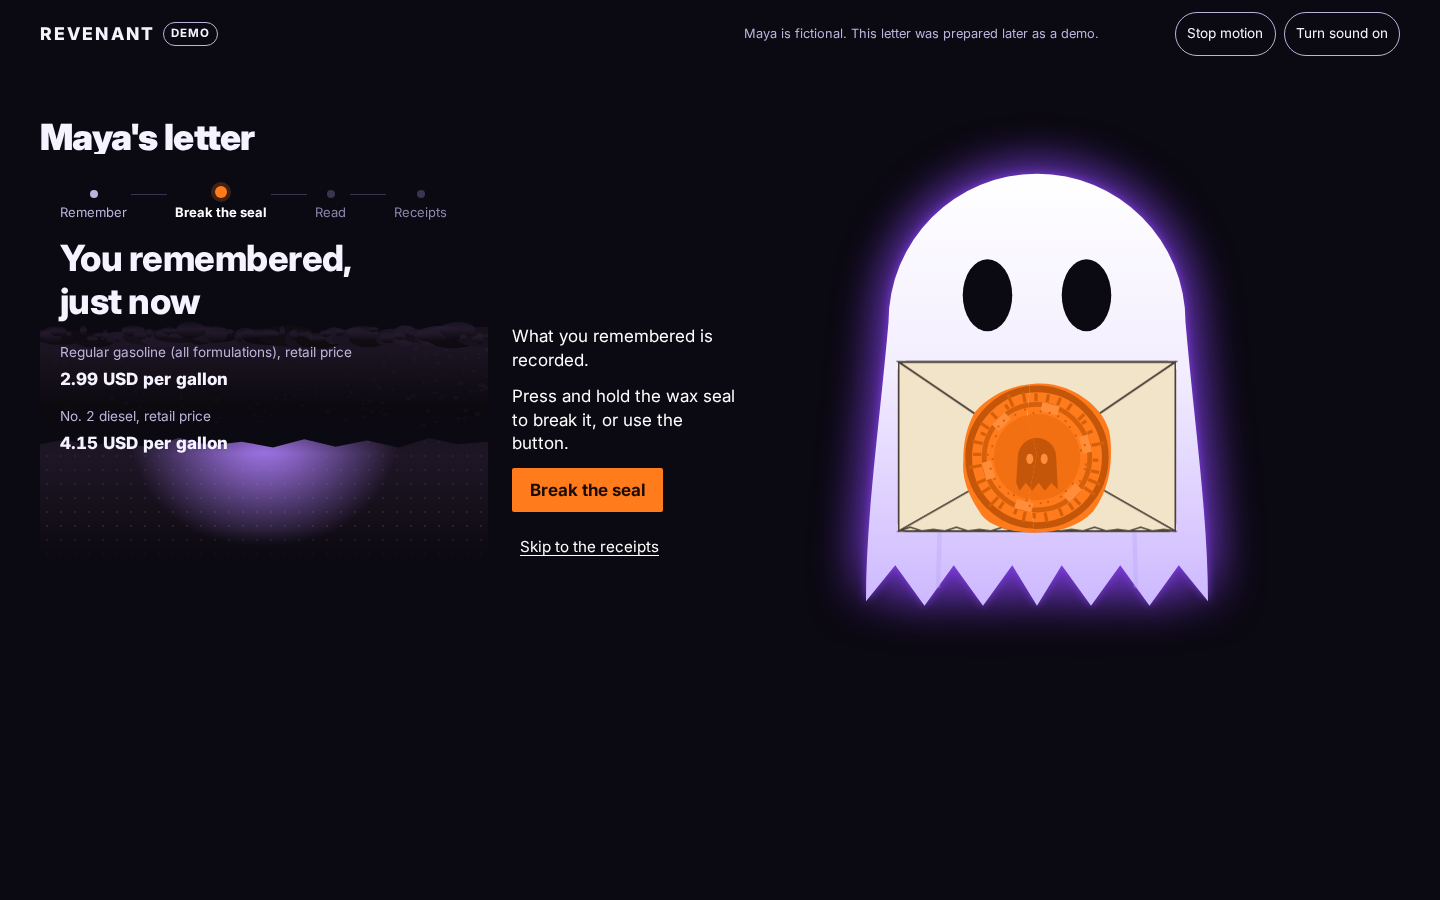 REVENANT DEMO
Maya is fictional. This letter was prepared later as a demo.
Stop motion
Turn sound on
Maya's letter
Remember
Break the seal
Read
Receipts
You remembered,
just now
Regular gasoline (all formulations), retail price
2.99 USD per gallon
No. 2 diesel, retail price
4.15 USD per gallon
What you remembered is
recorded.
Press and hold the wax seal
to break it, or use the
button.
Break the seal
Skip to the receipts